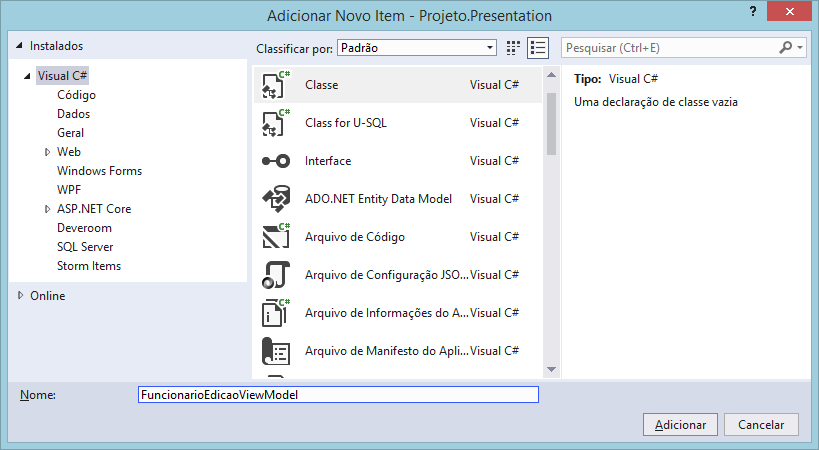 Adicionar Novo Item - Projeto.Presentation
?
Instalados
Classificar por: Padrão
Pesquisar (Ctrl+E)
Visual C#
Código
Dados
Geral
Web
Windows Forms
WPF
ASP.NET Core
Deveroom
SQL Server
Storm Items
Online
Classe Visual C#
Class for U-SQL Visual C#
Interface Visual C#
ADO.NET Entity Data Model Visual C#
Arquivo de Código Visual C#
Arquivo de Configuração JSO... Visual C#
Arquivo de Informações do A... Visual C#
Arquivo de Manifesto do Apli... Visual C#
Tipo: Visual C#
Uma declaração de classe vazia
Nome: FuncionarioEdicaoViewModel
Adicionar Cancelar